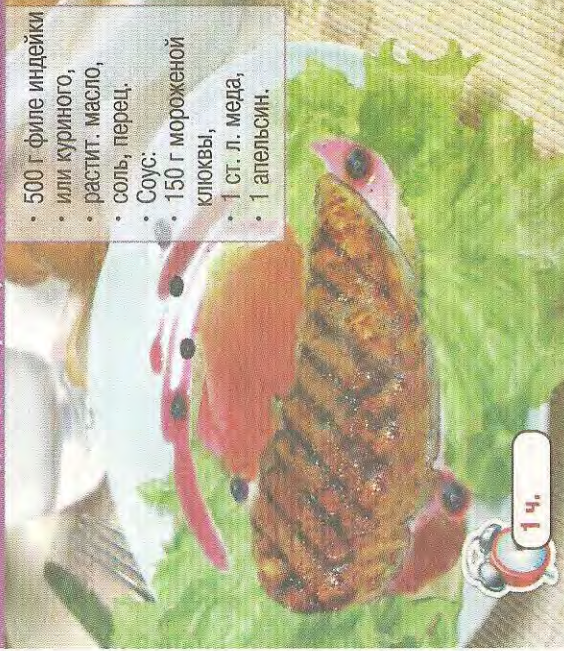 • 500 г филе индейки
• или куриного,
• растит. масло,
• соль, перец.
• Соус:
• 150 г мороженой
клюквы,
• 1 ст. л. меда,
• 1 апельсин.
1 ч.